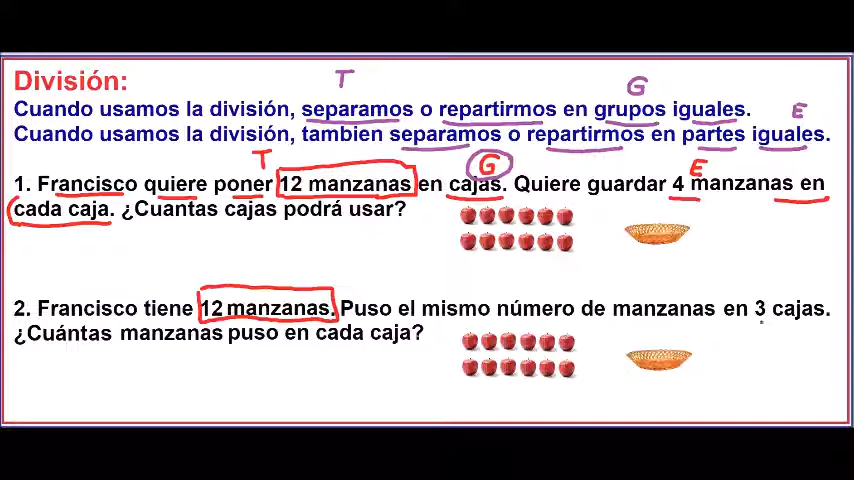 División:
T
G
Cuando usamos la división, separamos o repartirmos en grupos iguales.
E
Cuando usamos la división, tambien separamos o repartirmos en partes iguales.
T
G
E
1. Francisco quiere poner 12 manzanas en cajas. Quiere guardar 4 manzanas en
cada caja. ¿Cuantas cajas podrá usar?
2. Francisco tiene 12 manzanas. Puso el mismo número de manzanas en 3 cajas.
¿Cuántas manzanas puso en cada caja?